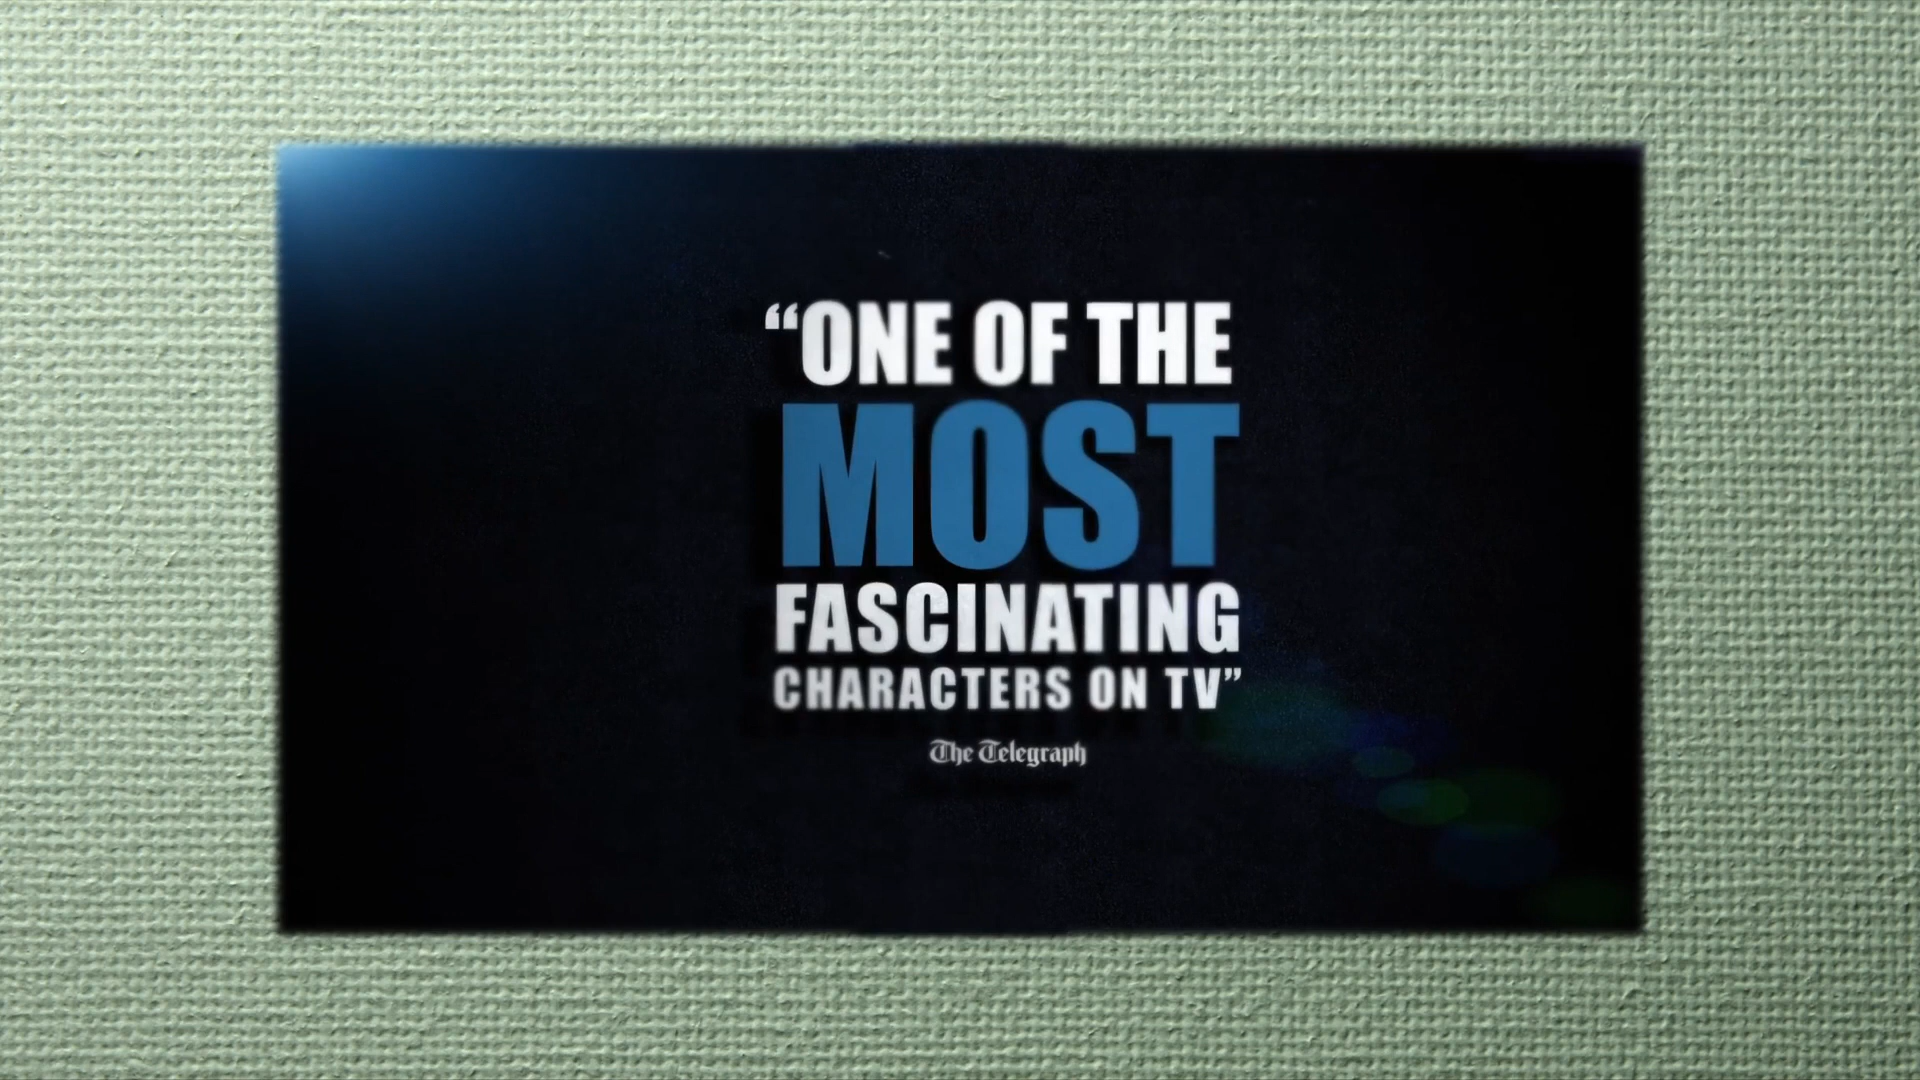 “ONE OF THE
MOST
FASCINATING
CHARACTERS ON TV”
The Telegraph